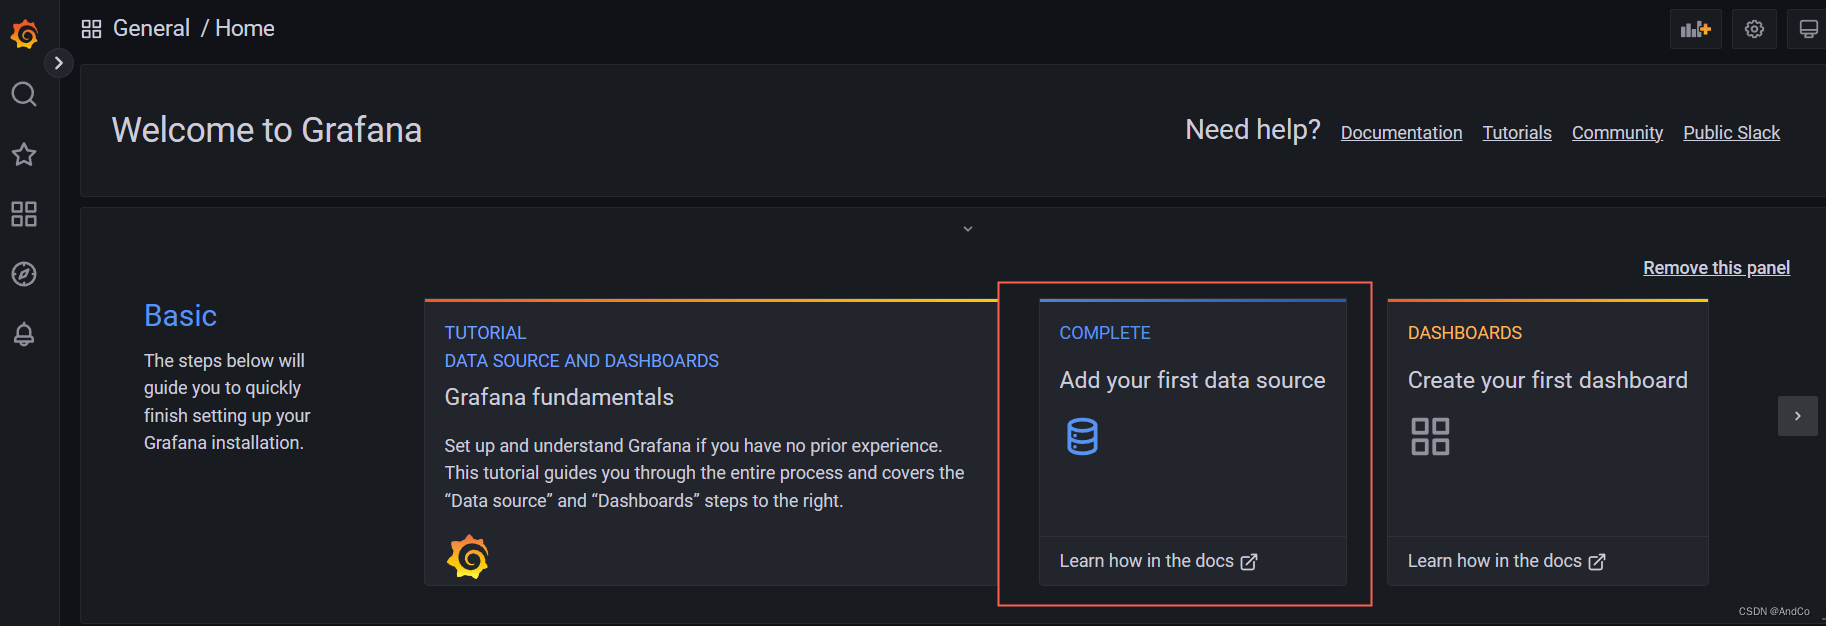 General / Home
Welcome to Grafana
Need help? Documentation Tutorials Community Public Slack
Remove this panel
Basic
The steps below will
guide you to quickly
finish setting up your
Grafana installation.
TUTORIAL
DATA SOURCE AND DASHBOARDS
Grafana fundamentals
Set up and understand Grafana if you have no prior experience.
This tutorial guides you through the entire process and covers the
“Data source” and “Dashboards” steps to the right.
COMPLETE
Add your first data source
Learn how in the docs
DASHBOARDS
Create your first dashboard
Learn how in the docs
CSDN @AndCo